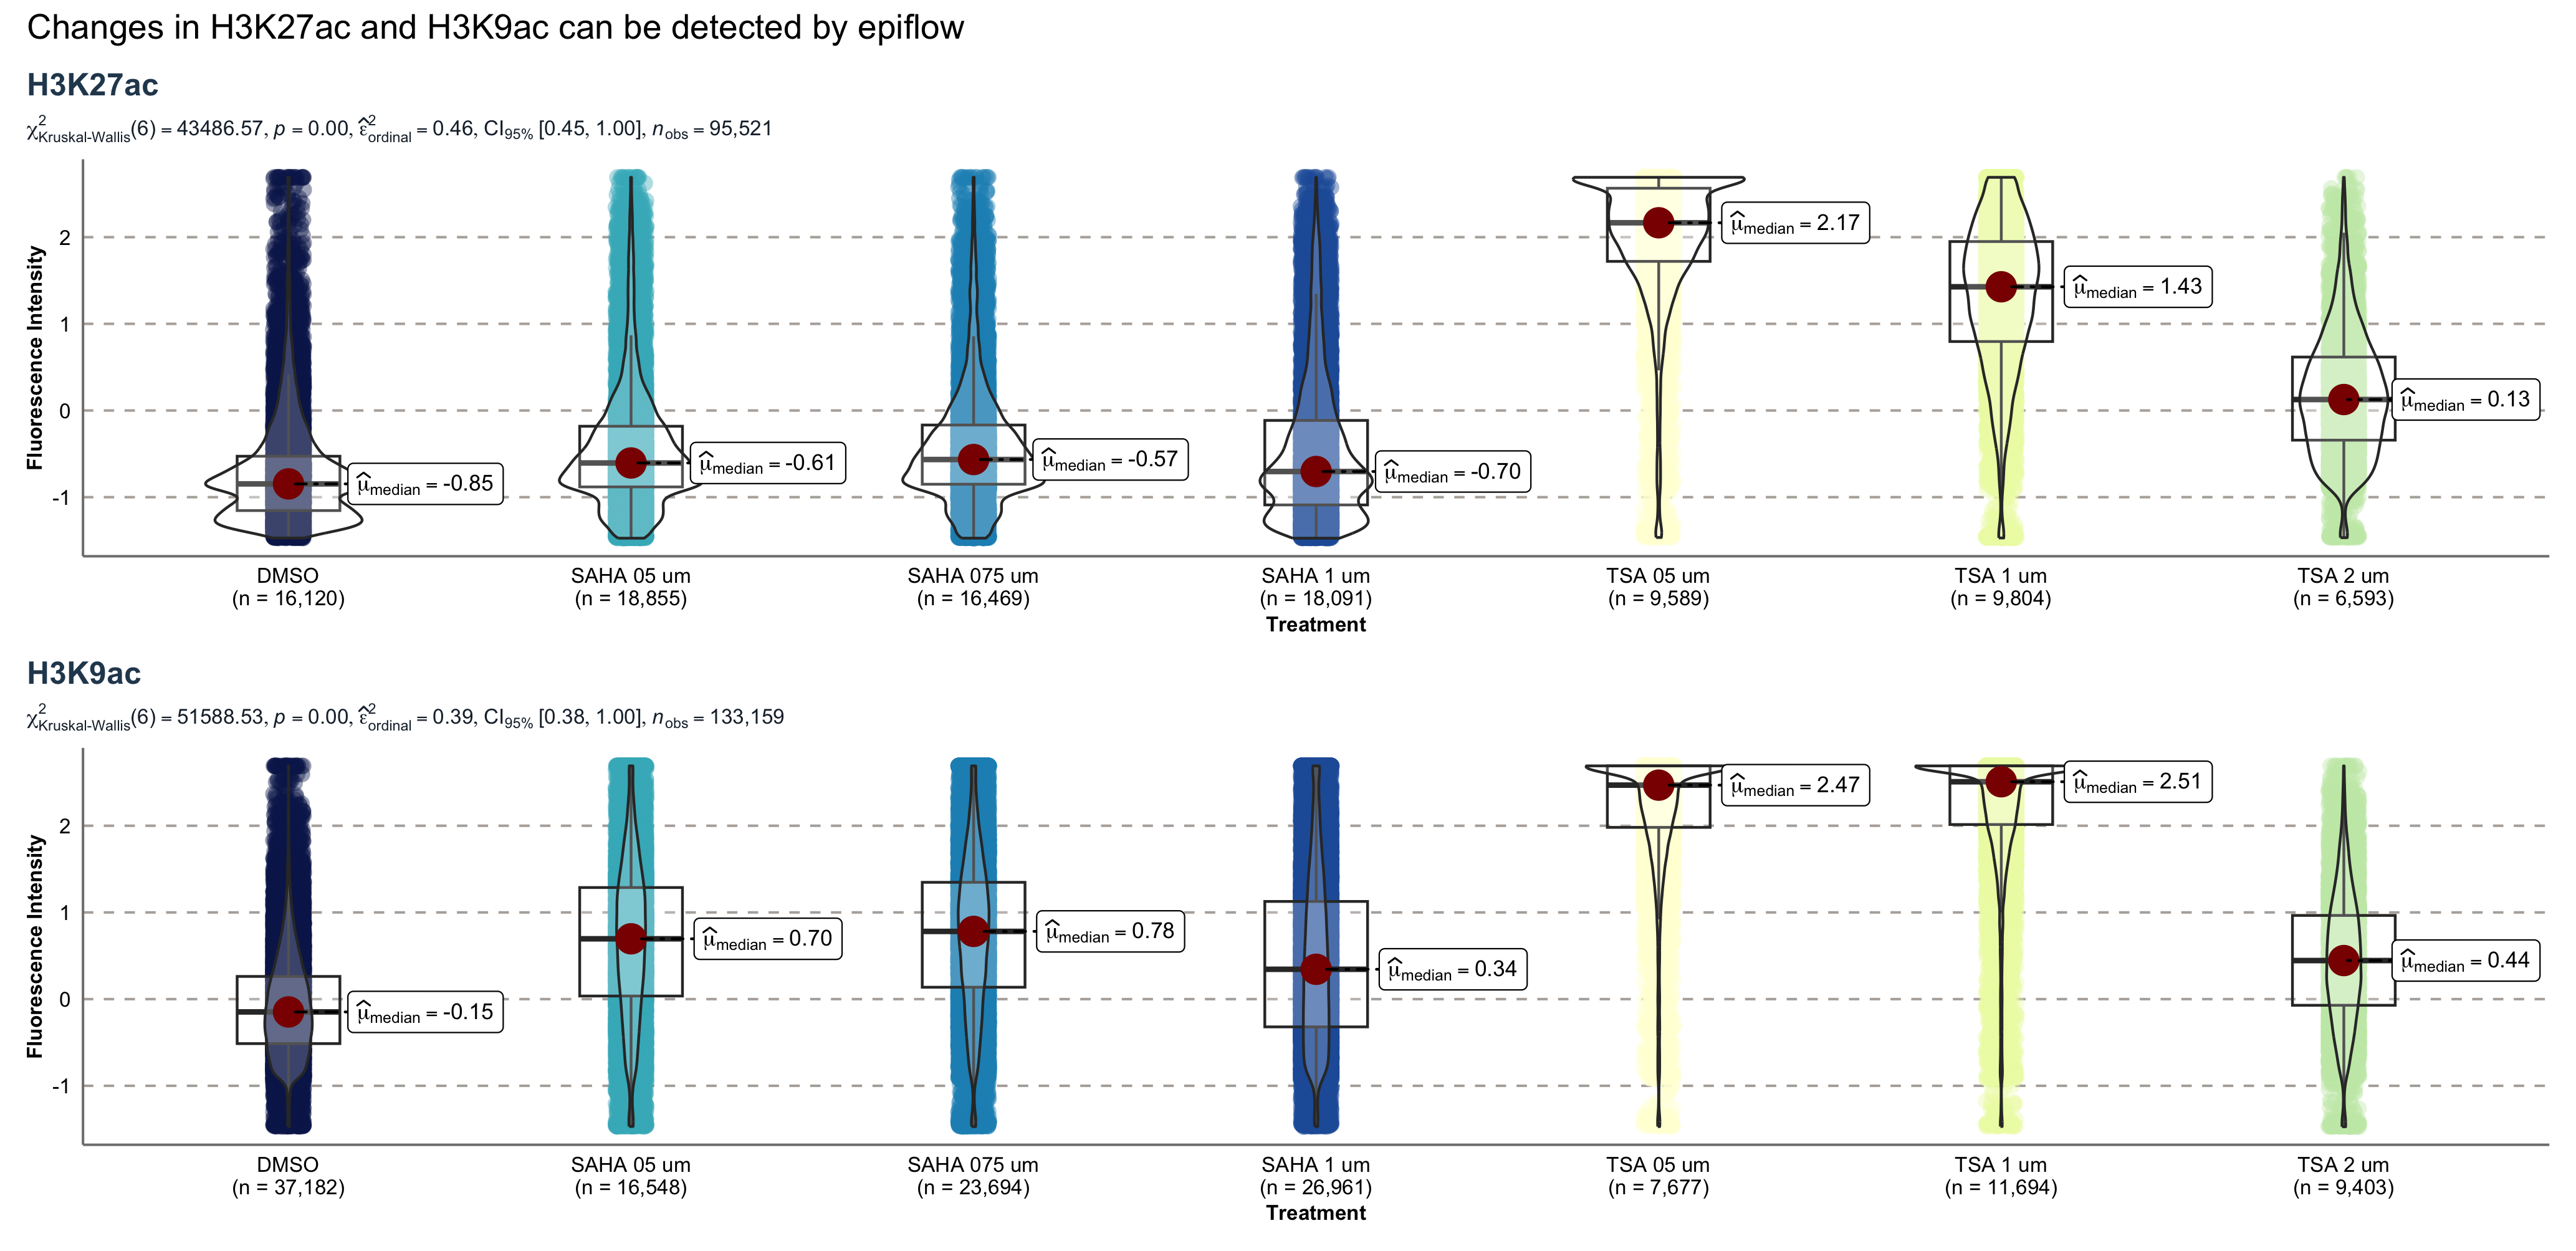 Changes in H3K27ac and H3K9ac can be detected by epiflow
H3K27ac
χ²Kruskal-Wallis(6) = 43486.57, p = 0.00, ε̂²ordinal = 0.46, CI95% [0.45, 1.00], nobs = 95,521
Fluorescence Intensity
2
1
0
-1
μ̂median = -0.85
μ̂median = -0.61
μ̂median = -0.57
μ̂median = -0.70
μ̂median = 2.17
μ̂median = 1.43
μ̂median = 0.13
DMSO
(n = 16,120)
SAHA 05 um
(n = 18,855)
SAHA 075 um
(n = 16,469)
SAHA 1 um
(n = 18,091)
TSA 05 um
(n = 9,589)
TSA 1 um
(n = 9,804)
TSA 2 um
(n = 6,593)
Treatment
H3K9ac
χ²Kruskal-Wallis(6) = 51588.53, p = 0.00, ε̂²ordinal = 0.39, CI95% [0.38, 1.00], nobs = 133,159
Fluorescence Intensity
2
1
0
-1
μ̂median = -0.15
μ̂median = 0.70
μ̂median = 0.78
μ̂median = 0.34
μ̂median = 2.47
μ̂median = 2.51
μ̂median = 0.44
DMSO
(n = 37,182)
SAHA 05 um
(n = 16,548)
SAHA 075 um
(n = 23,694)
SAHA 1 um
(n = 26,961)
TSA 05 um
(n = 7,677)
TSA 1 um
(n = 11,694)
TSA 2 um
(n = 9,403)
Treatment